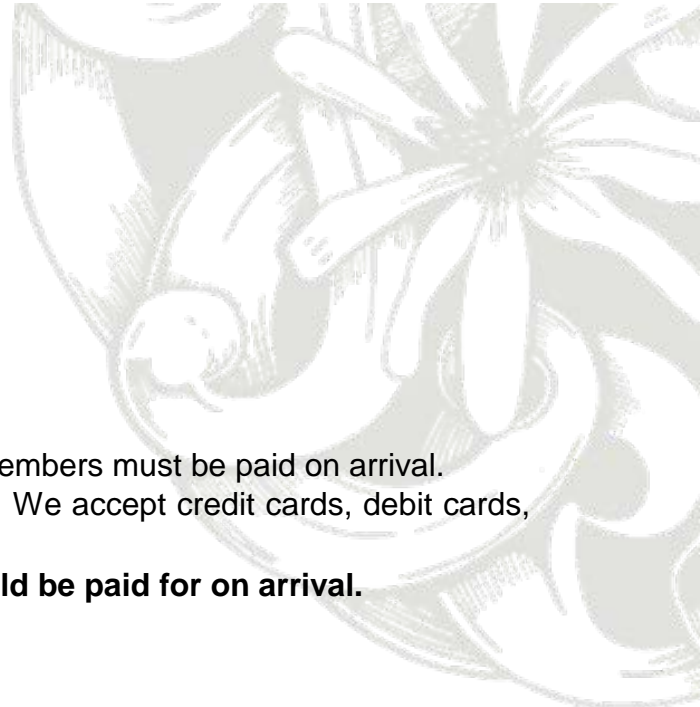 embers must be paid on arrival.
We accept credit cards, debit cards,
ld be paid for on arrival.